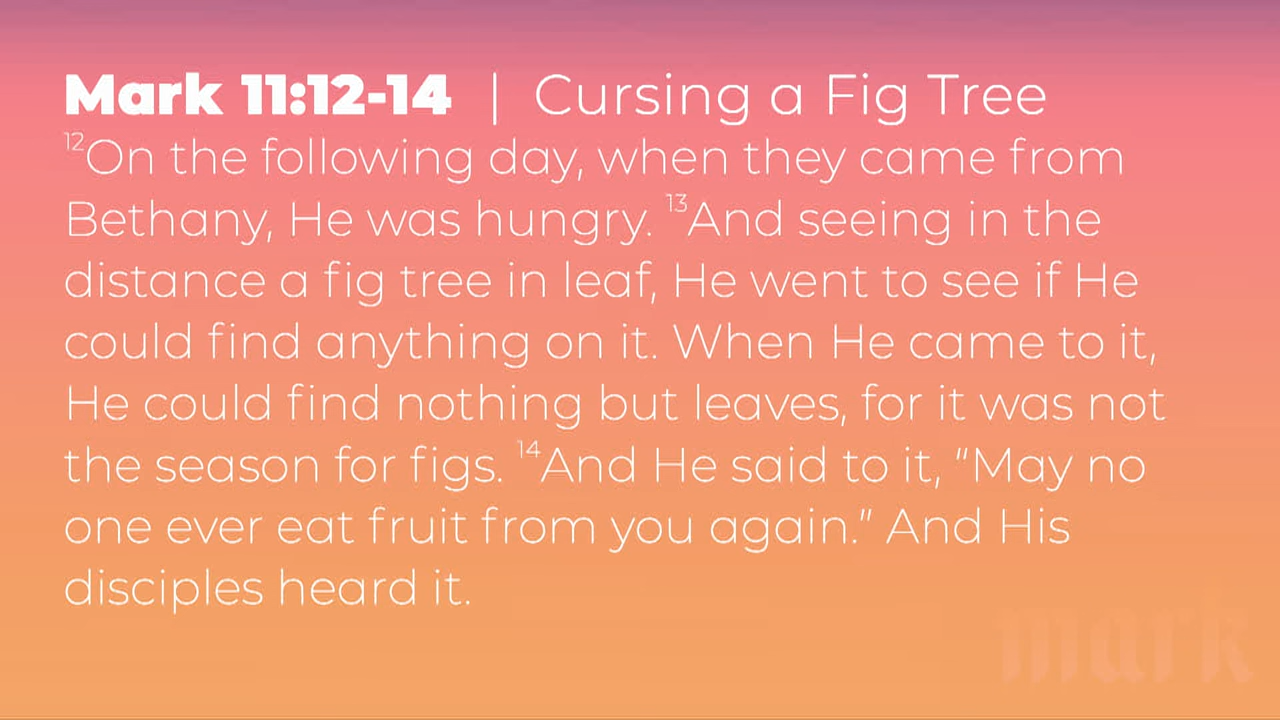 Mark 11:12-14 | Cursing a Fig Tree
12On the following day, when they came from
Bethany, He was hungry. 13And seeing in the
distance a fig tree in leaf, He went to see if He
could find anything on it. When He came to it,
He could find nothing but leaves, for it was not
the season for figs. 14And He said to it, “May no
one ever eat fruit from you again.” And His
disciples heard it.
mark